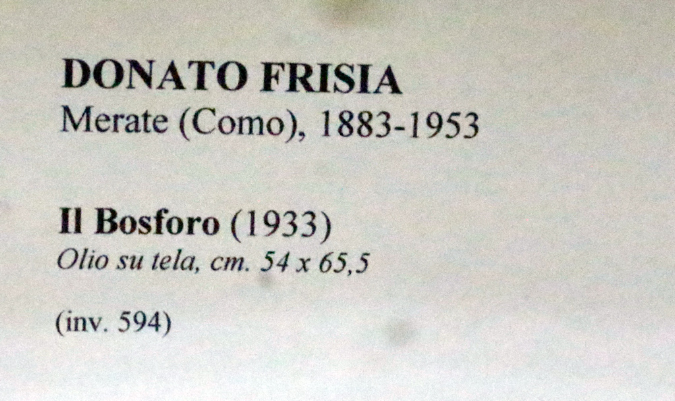 DONATO FRISIA
Merate (Como), 1883-1953
Il Bosforo (1933)
Olio su tela, cm. 54 x 65,5
(inv. 594)